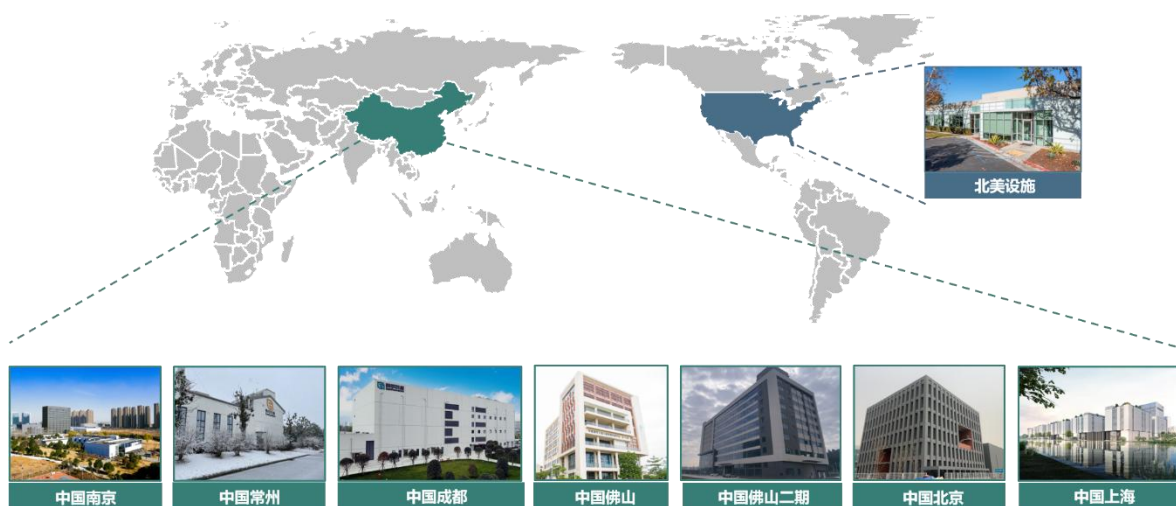 北美设施
中国南京
中国常州
中国成都
中国佛山
中国佛山二期
中国北京
中国上海